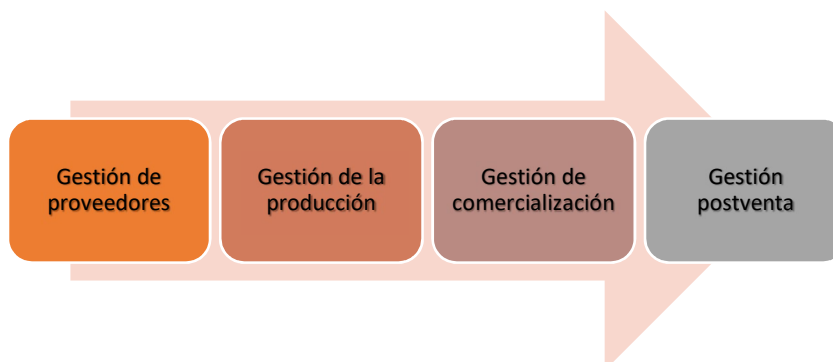 Gestión de
proveedores
Gestión de la
producción
Gestión de
comercialización
Gestión
postventa